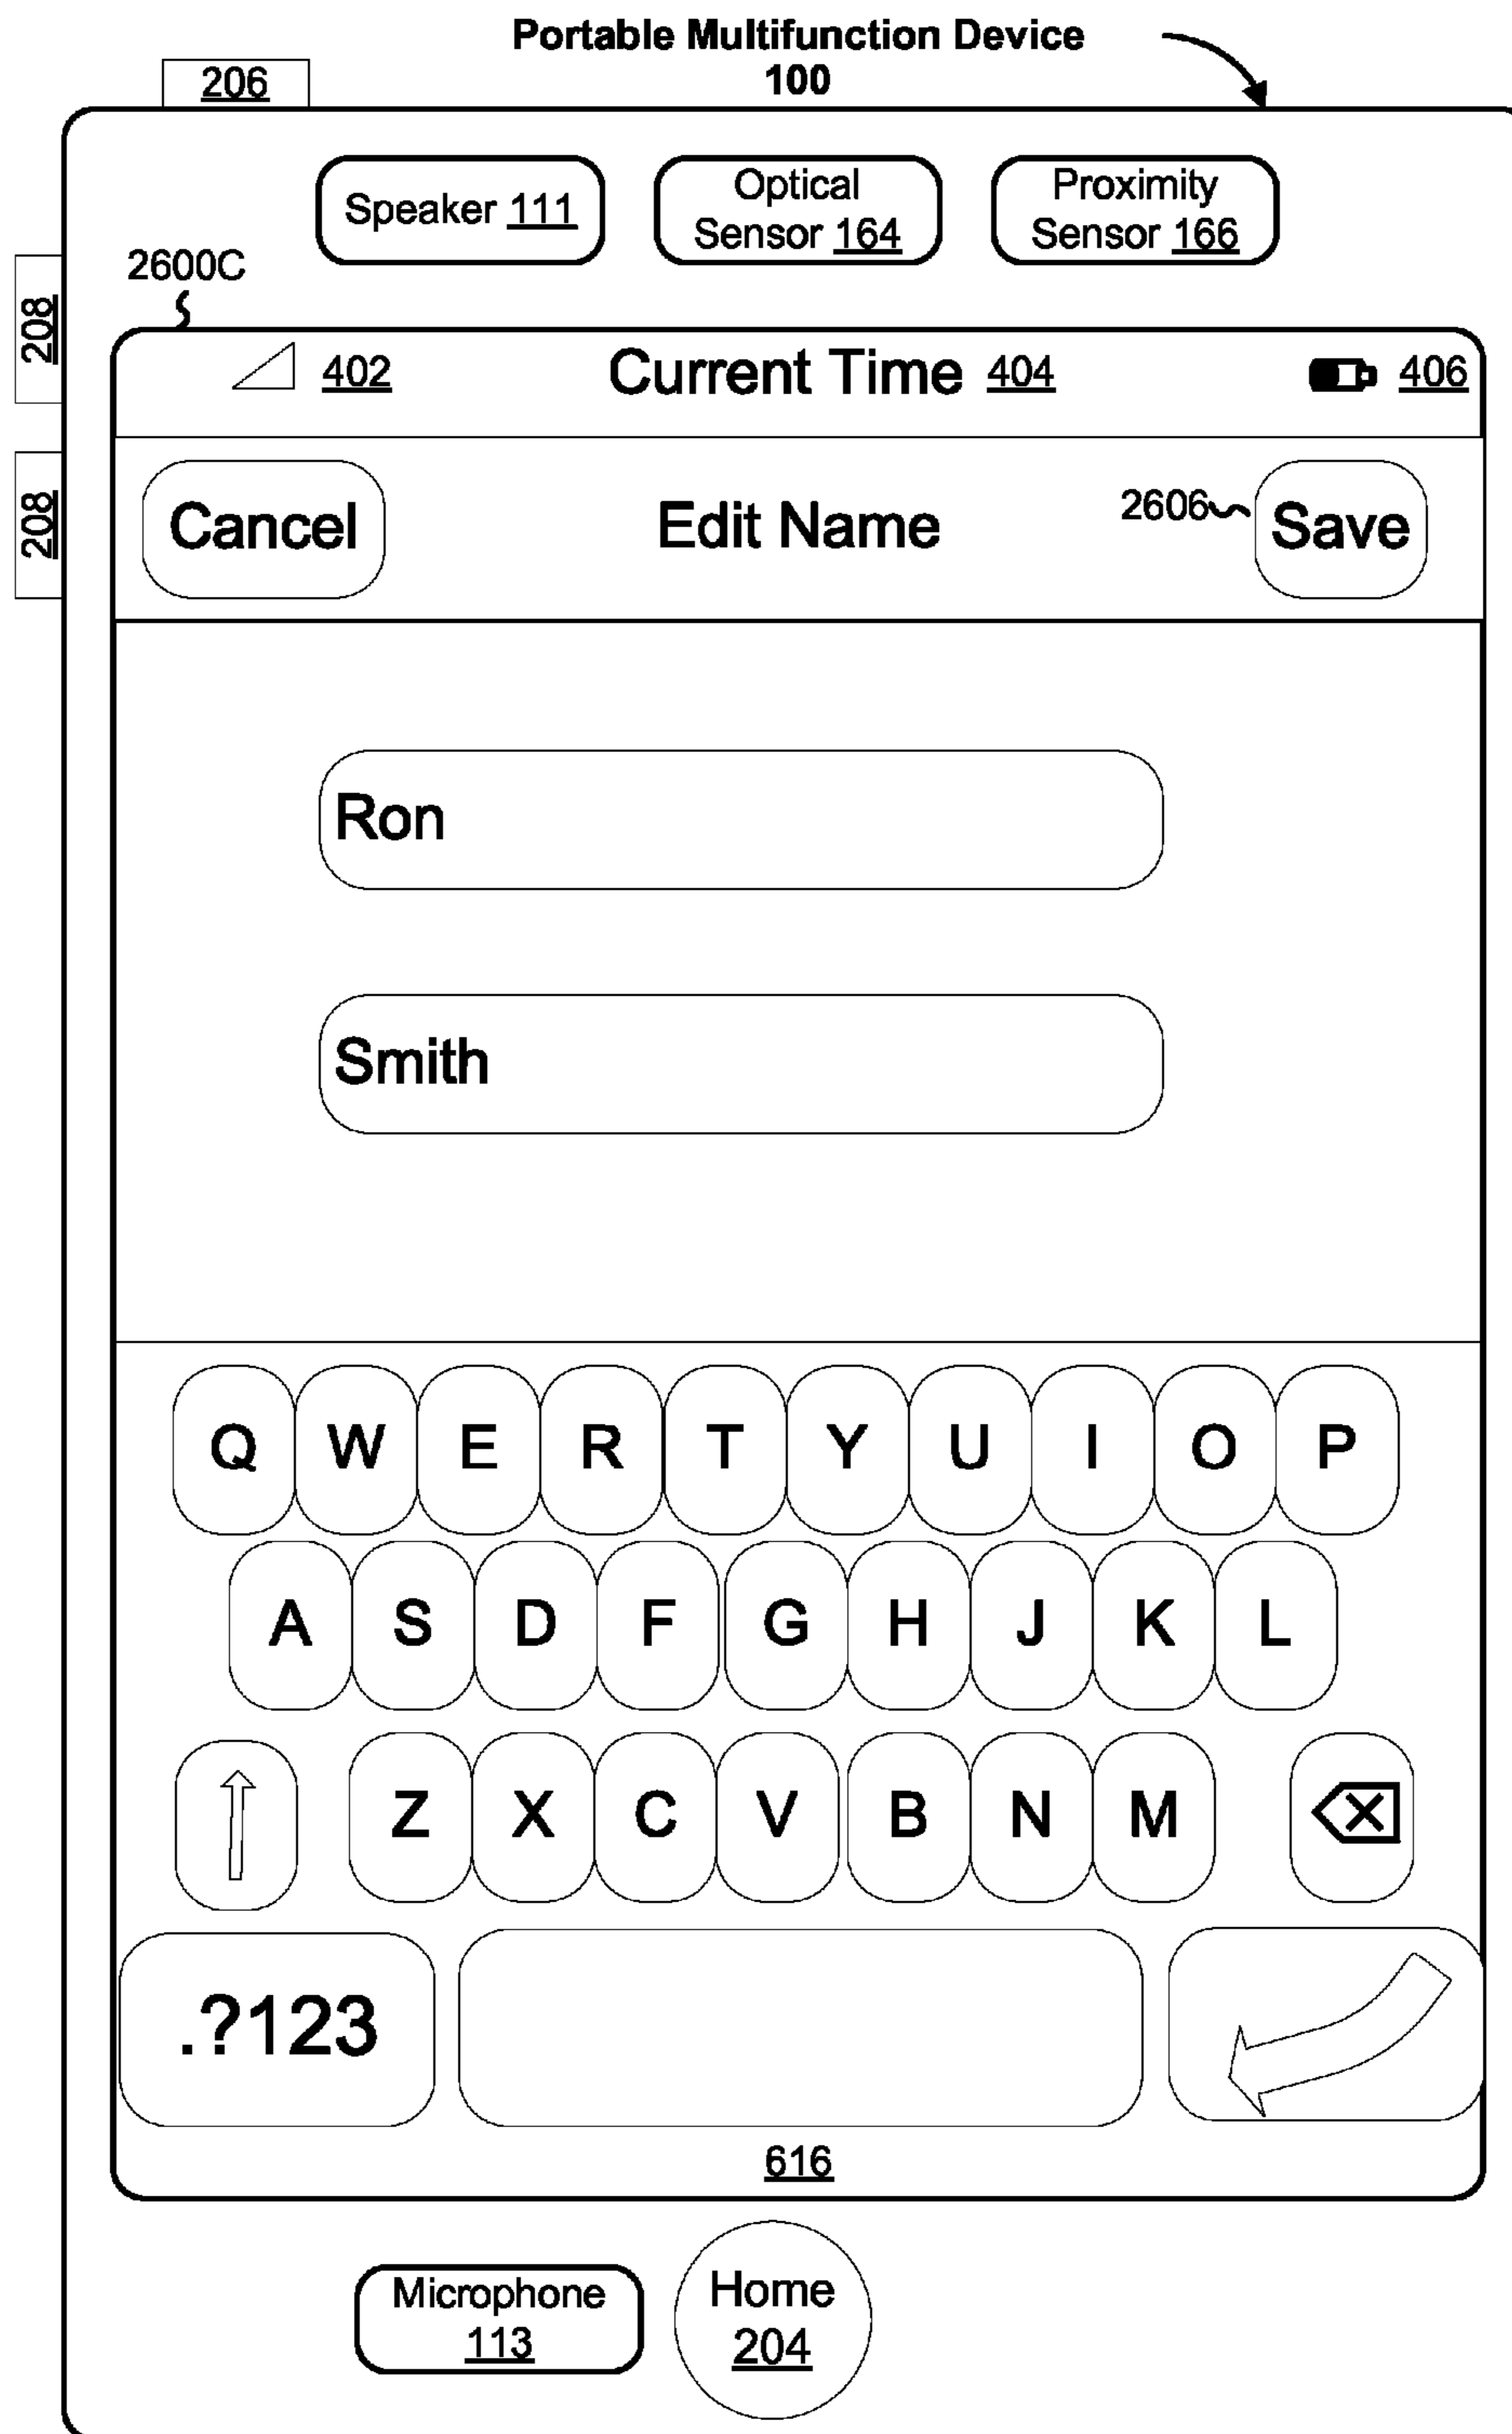 Portable Multifunction Device
100
206
Speaker 111
Optical
Sensor 164
Proximity
Sensor 166
2600C
208
402
Current Time 404
406
208
Cancel
Edit Name
2606
Save
Ron
Smith
Q W E R T Y U I O P
A S D F G H J K L
Z X C V B N M
.?123
616
Microphone
113
Home
204